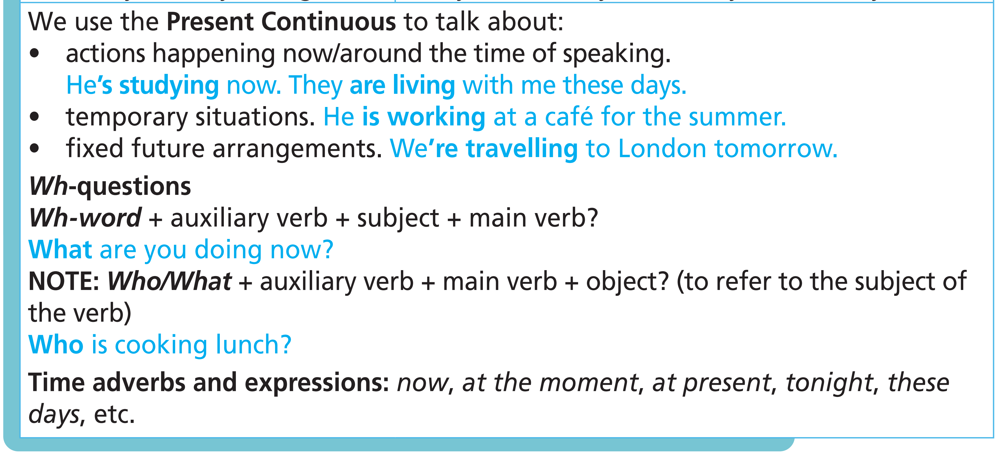 We use the Present Continuous to talk about:
• actions happening now/around the time of speaking.
He's studying now. They are living with me these days.
• temporary situations. He is working at a café for the summer.
• fixed future arrangements. We're travelling to London tomorrow.
Wh-questions
Wh-word + auxiliary verb + subject + main verb?
What are you doing now?
NOTE: Who/What + auxiliary verb + main verb + object? (to refer to the subject of
the verb)
Who is cooking lunch?
Time adverbs and expressions: now, at the moment, at present, tonight, these
days, etc.